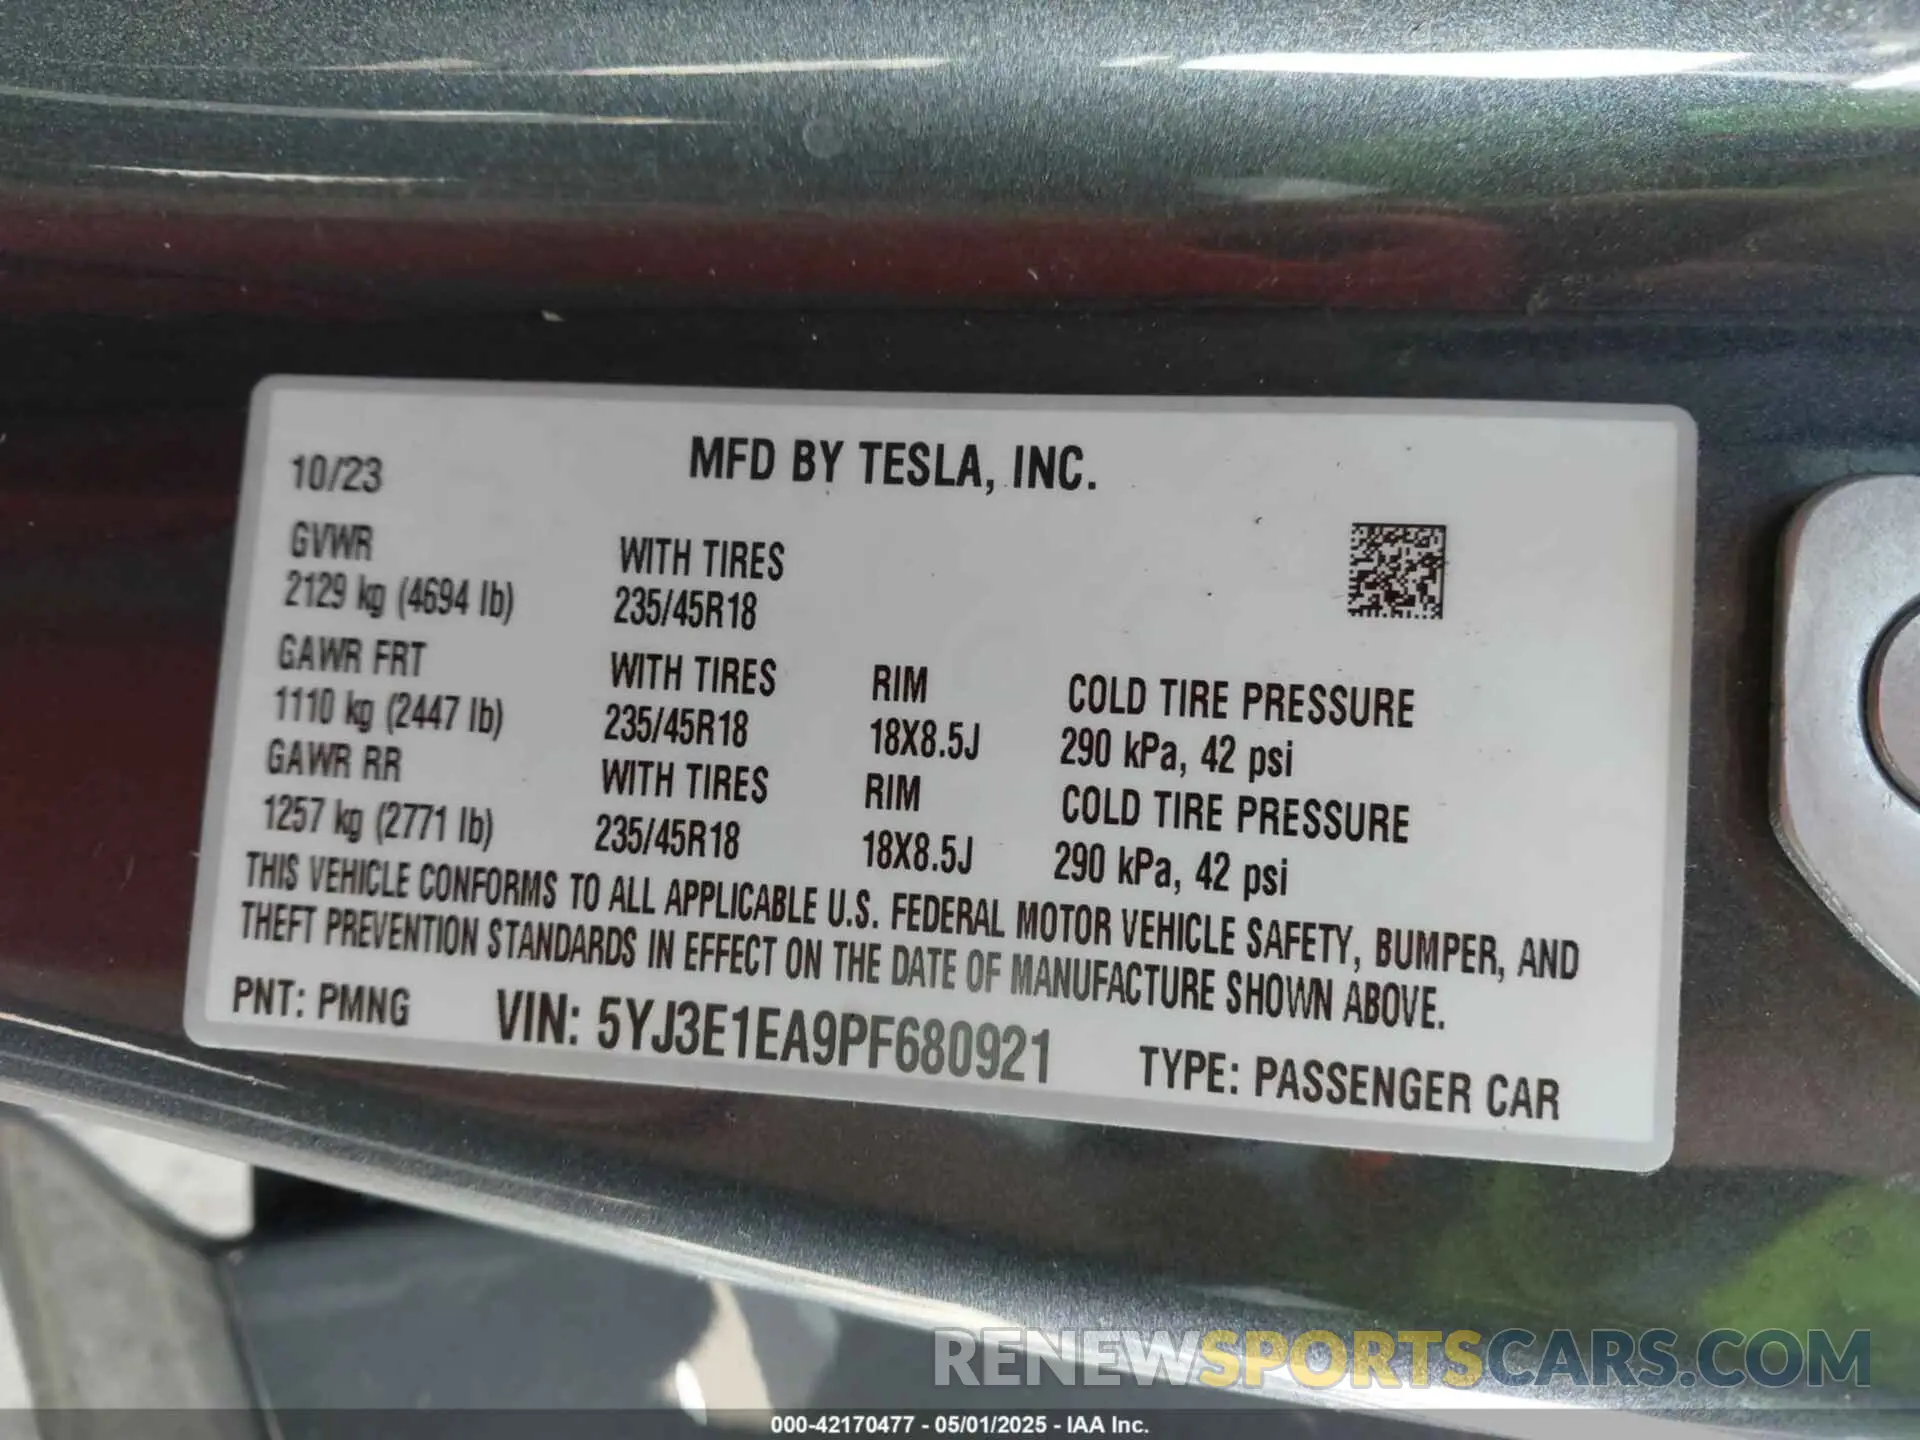 MFD BY TESLA, INC.
10/23
GVWR WITH TIRES
2129 kg (4694 lb) 235/45R18
GAWR FRT WITH TIRES RIM COLD TIRE PRESSURE
1110 kg (2447 lb) 235/45R18 18X8.5J 290 kPa, 42 psi
GAWR RR WITH TIRES RIM COLD TIRE PRESSURE
1257 kg (2771 lb) 235/45R18 18X8.5J 290 kPa, 42 psi
THIS VEHICLE CONFORMS TO ALL APPLICABLE U.S. FEDERAL MOTOR VEHICLE SAFETY, BUMPER, AND
THEFT PREVENTION STANDARDS IN EFFECT ON THE DATE OF MANUFACTURE SHOWN ABOVE.
PNT: PMNG VIN: 5YJ3E1EA9PF680921 TYPE: PASSENGER CAR
RENEWSPORTSCARS.COM
000-42170477 - 05/01/2025 - IAA Inc.